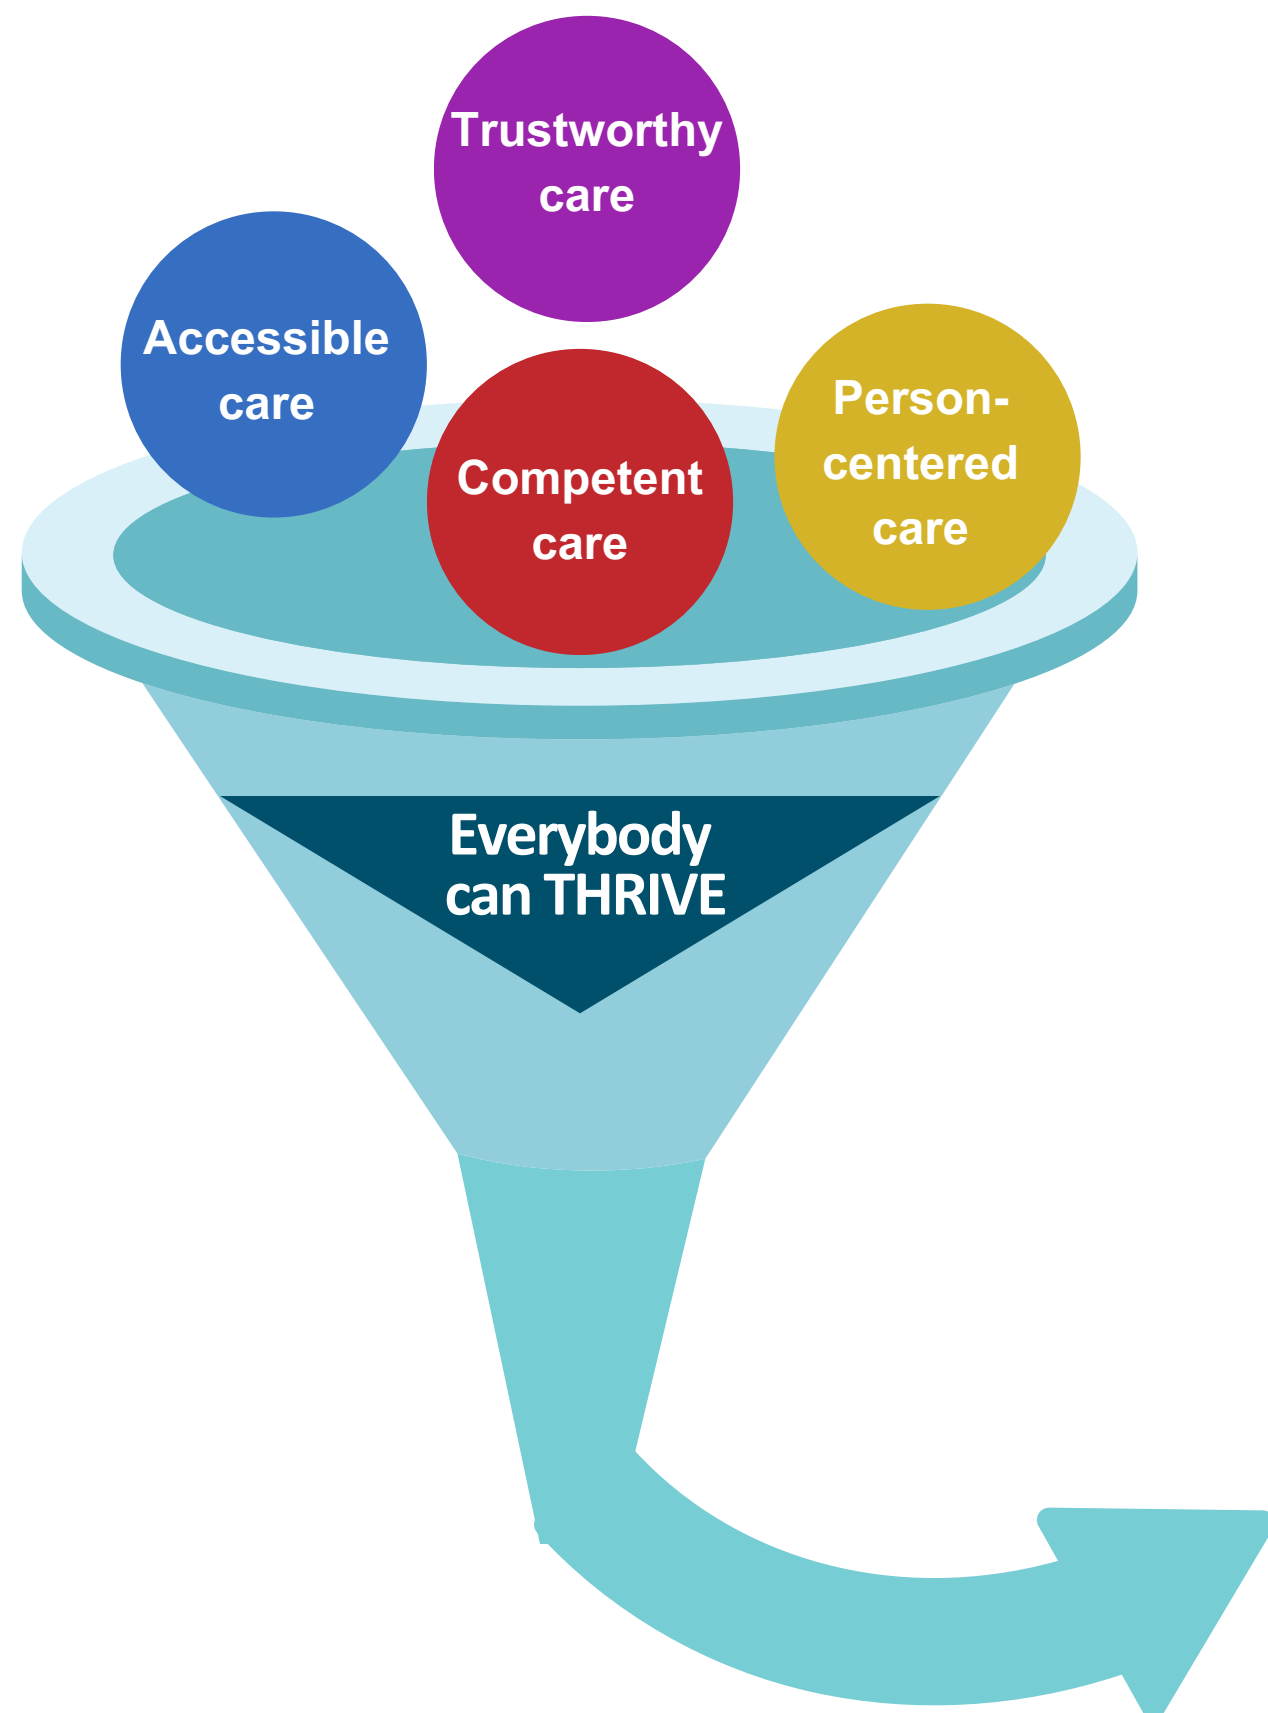 Trustworthy
care
Accessible
care
Competent
care
Person-
centered
care
Everybody
can THRIVE